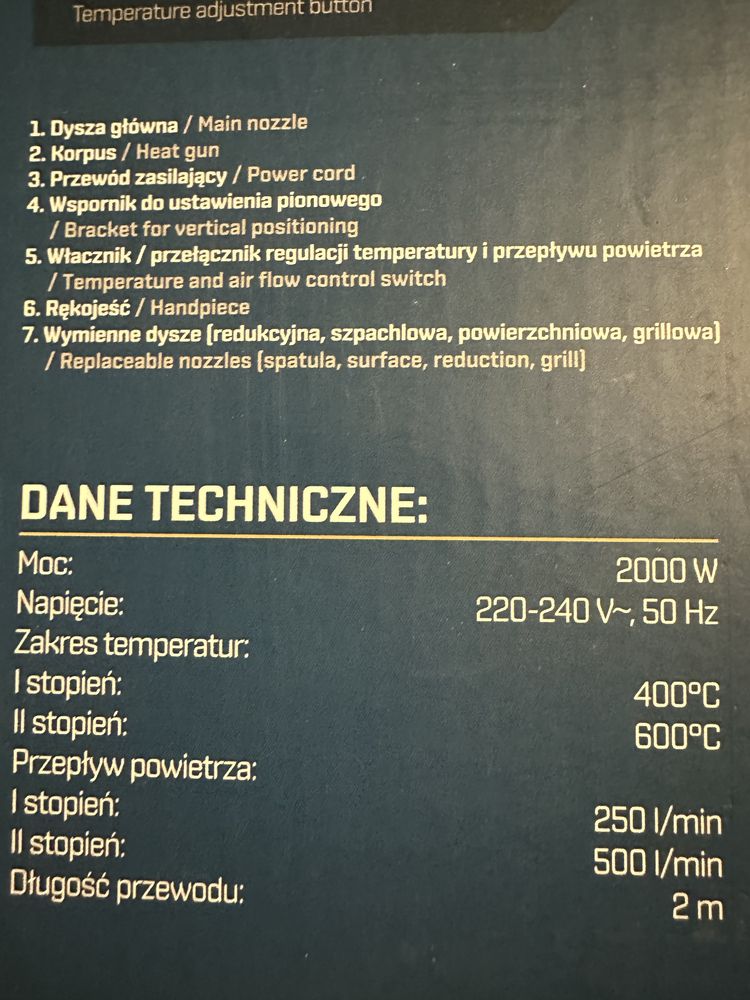 Temperature adjustment button
1. Dysza główna / Main nozzle
2. Korpus / Heat gun
3. Przewód zasilający / Power cord
4. Wspornik do ustawienia pionowego
/ Bracket for vertical positioning
5. Włacznik / przełącznik regulacji temperatury i przepływu powietrza
/ Temperature and air flow control switch
6. Rękojeść / Handpiece
7. Wymienne dysze (redukcyjna, szpachlowa, powierzchniowa, grillowa)
/ Replaceable nozzles (spatula, surface, reduction, grill)
DANE TECHNICZNE:
Moc: 2000 W
Napięcie: 220-240 V~, 50 Hz
Zakres temperatur:
I stopień: 400°C
II stopień: 600°C
Przepływ powietrza:
I stopień: 250 l/min
II stopień: 500 l/min
Długość przewodu: 2 m